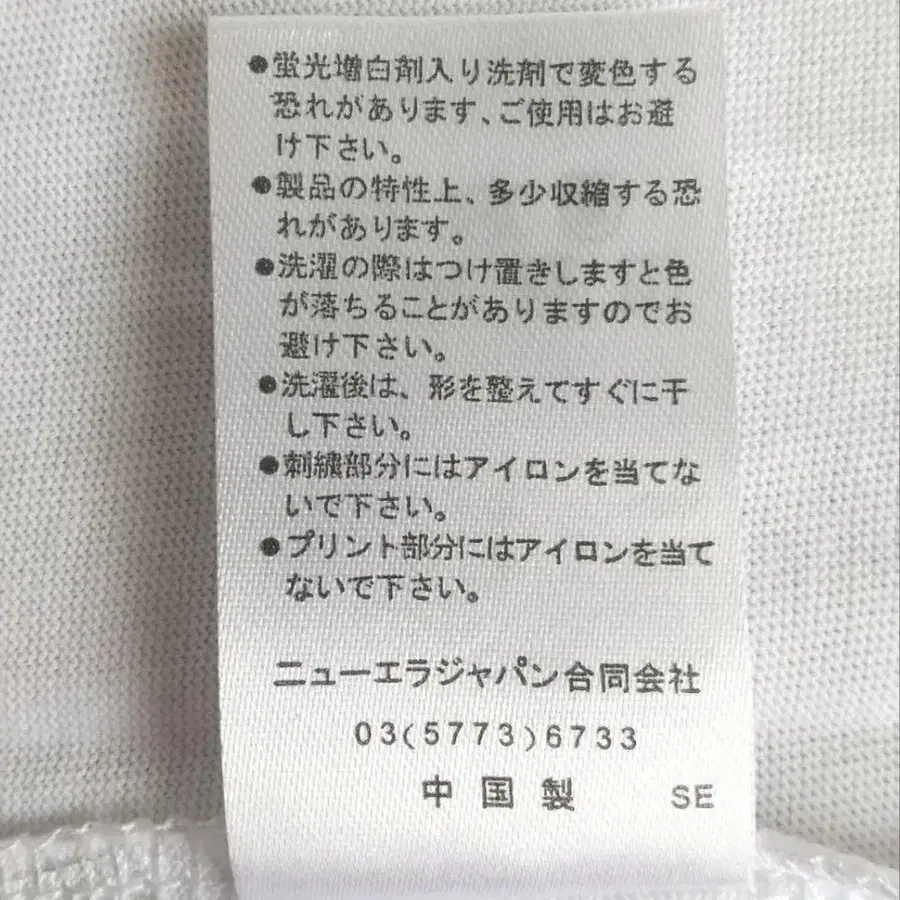 ●蛍光増白剤入り洗剤で変色する
恐れがあります、ご使用はお避
け下さい。
●製品の特性上、多少収縮する恐
れがあります。
●洗濯の際はつけ置きしますと色
が落ちることがありますのでお
避け下さい。
●洗濯後は、形を整えてすぐに干
し下さい。
●刺繍部分にはアイロンを当てな
いで下さい。
●プリント部分にはアイロンを当て
ないで下さい。
ニューエラジャパン合同会社
03(5773)6733
中国製 SE